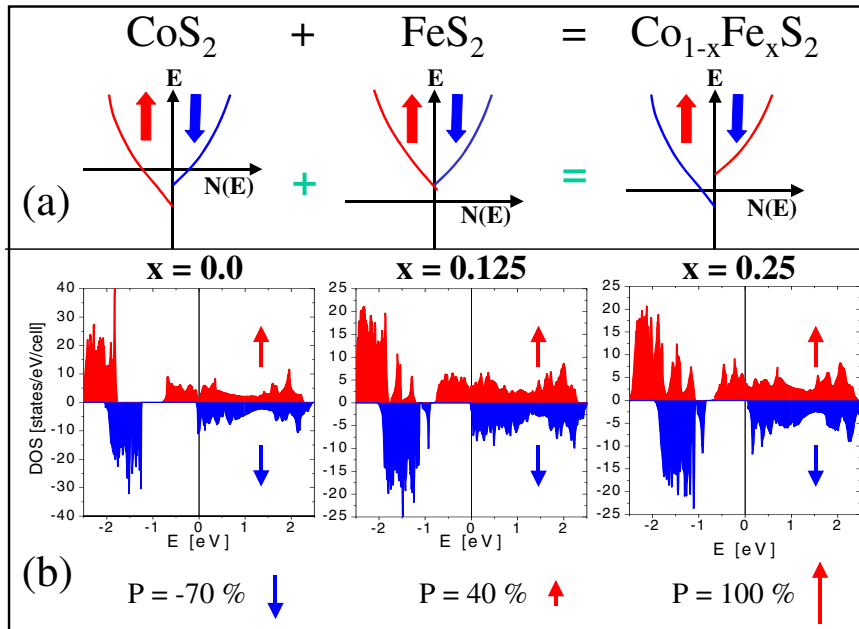 CoS2 + FeS2 = Co1-xFexS2
E E E
(a) N(E) + N(E) = N(E)
x = 0.0 x = 0.125 x = 0.25
DOS [states/eV/cell]
40 30 20 10 0 -10 -20 -30 -40
25 20 15 10 5 0 -5 -10 -15 -20 -25
25 20 15 10 5 0 -5 -10 -15 -20 -25
-2 -1 0 1 2 -2 -1 0 1 2 -2 -1 0 1 2
E [eV] E [eV] E [eV]
(b) P = -70 % P = 40 % P = 100 %